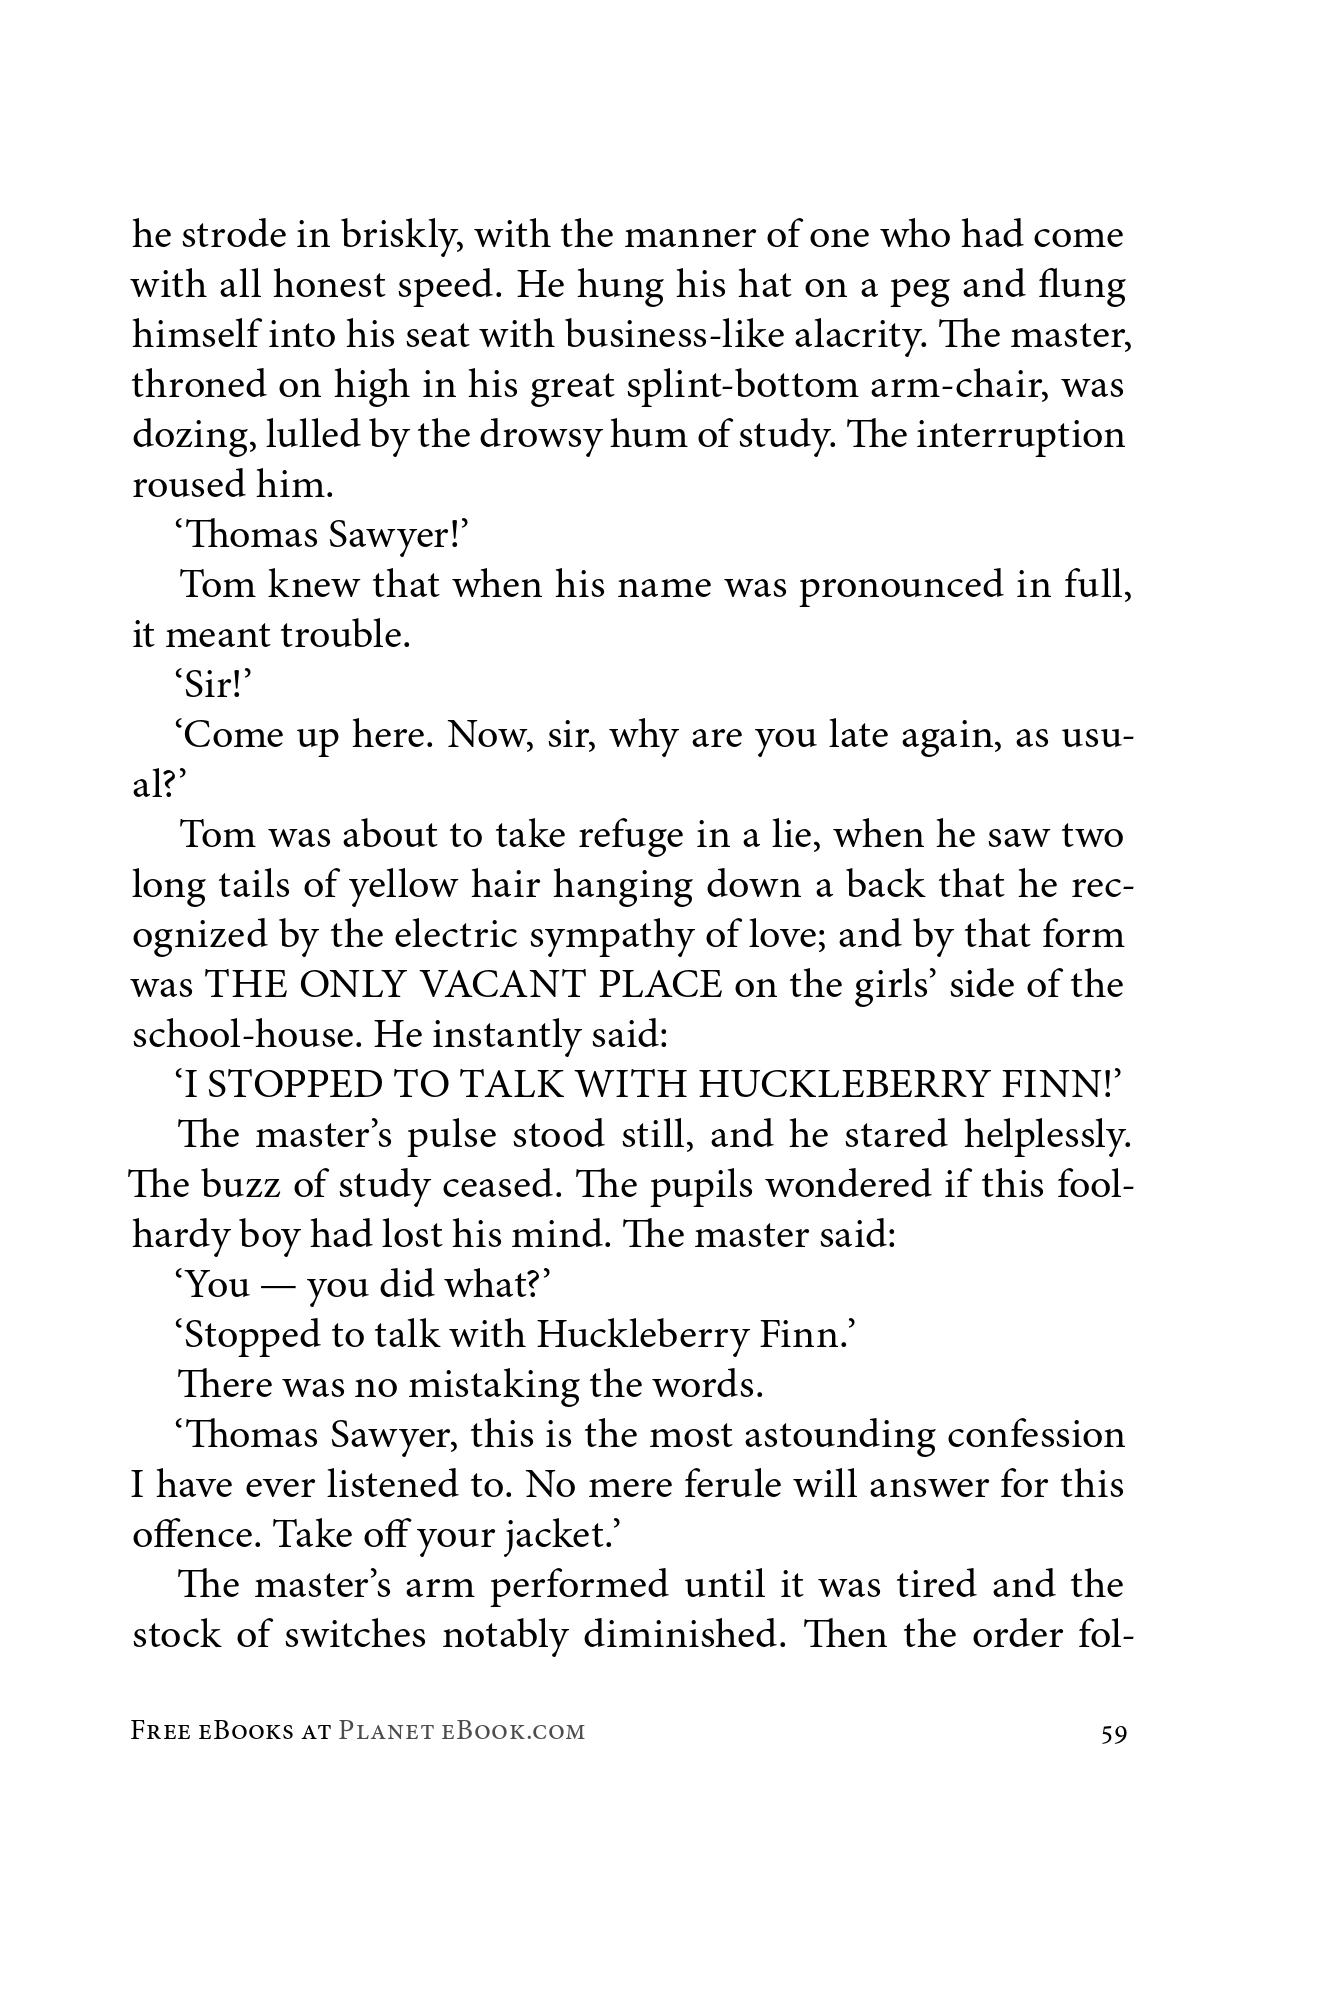 he strode in briskly, with the manner of one who had come
with all honest speed. He hung his hat on a peg and flung
himself into his seat with business-like alacrity. The master,
throned on high in his great splint-bottom arm-chair, was
dozing, lulled by the drowsy hum of study. The interruption
roused him.
‘Thomas Sawyer!’
Tom knew that when his name was pronounced in full,
it meant trouble.
‘Sir!’
‘Come up here. Now, sir, why are you late again, as usu-
al?’
Tom was about to take refuge in a lie, when he saw two
long tails of yellow hair hanging down a back that he rec-
ognized by the electric sympathy of love; and by that form
was THE ONLY VACANT PLACE on the girls’ side of the
school-house. He instantly said:
‘I STOPPED TO TALK WITH HUCKLEBERRY FINN!’
The master’s pulse stood still, and he stared helplessly.
The buzz of study ceased. The pupils wondered if this fool-
hardy boy had lost his mind. The master said:
‘You — you did what?’
‘Stopped to talk with Huckleberry Finn.’
There was no mistaking the words.
‘Thomas Sawyer, this is the most astounding confession
I have ever listened to. No mere ferule will answer for this
offence. Take off your jacket.’
The master’s arm performed until it was tired and the
stock of switches notably diminished. Then the order fol-
Free eBooks at Planet eBook.com 59